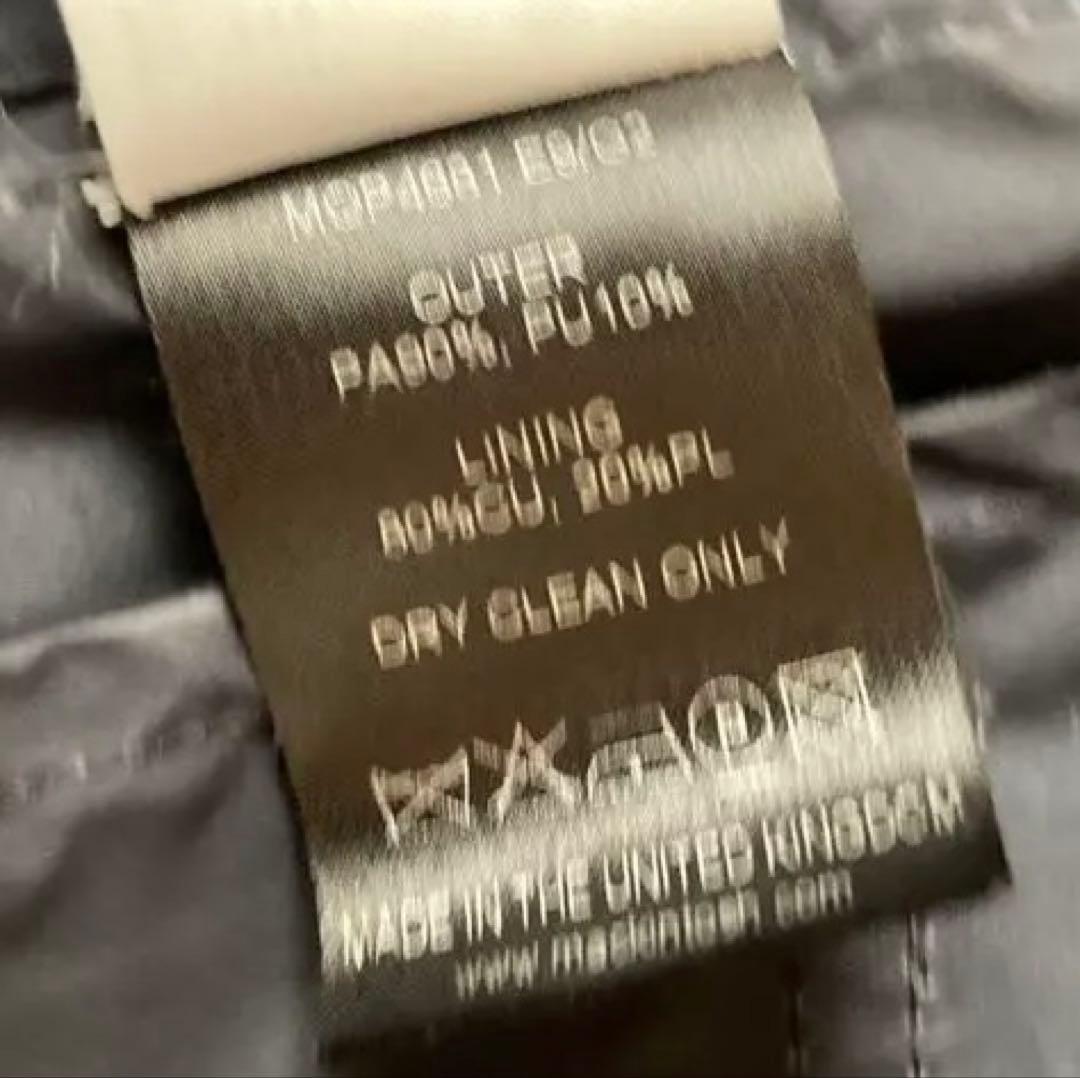 OUTER
PA90%, PU10%
LINING
80%CU, 20%PL
DRY CLEAN ONLY
MADE IN THE UNITED KINGDOM